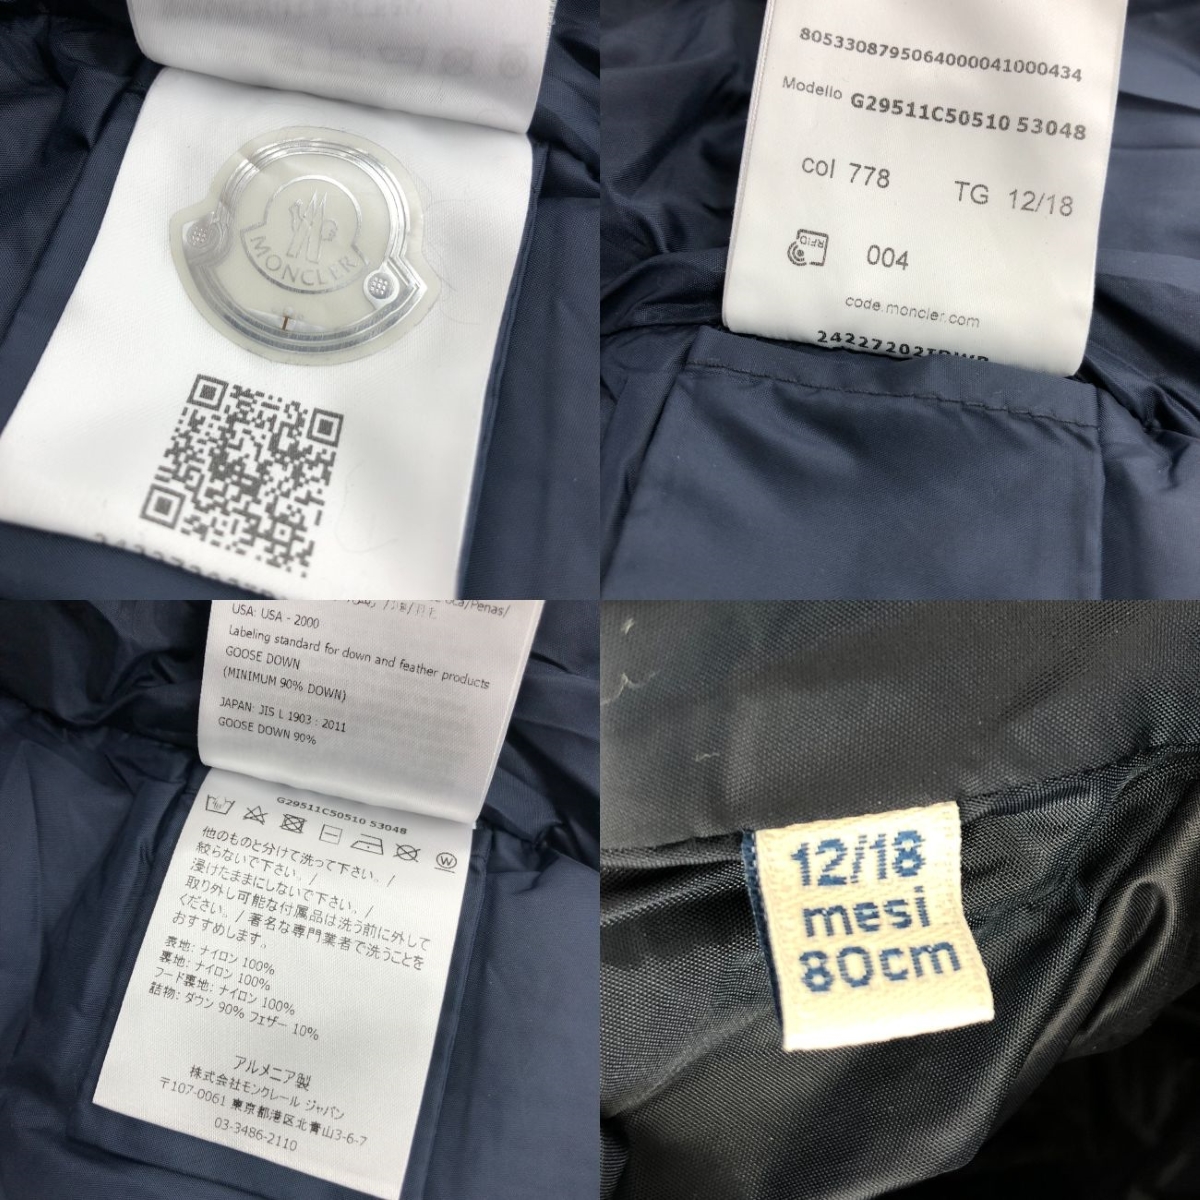 MONCLER
805330879506400004​1000434
Modello G29511C50510 53048
col 778 TG 12/18
RFID 004
code.moncler.com
24227202
USA: USA - 2000
Labeling standard for down and feather products
GOOSE DOWN
(MINIMUM 90% DOWN)
JAPAN: JIS L 1903 : 2011
GOOSE DOWN 90%
G29511C50510 53048
W
他のものと分けて洗って下さい。/
絞らないで下さい。/
浸けたままにしないで下さい。/
取り外し可能な付属品は洗う前に外して
ください。/ 著名な専門業者で洗うことを
おすすめします。
表地: ナイロン 100%
裏地: ナイロン 100%
フード裏地: ナイロン 100%
詰物: ダウン 90% フェザー 10%
アルメニア製
株式会社モンクレール ジャパン
〒107-0061 東京都港区北青山3-6-7
03-3486-2110
12/18
mesi
80cm